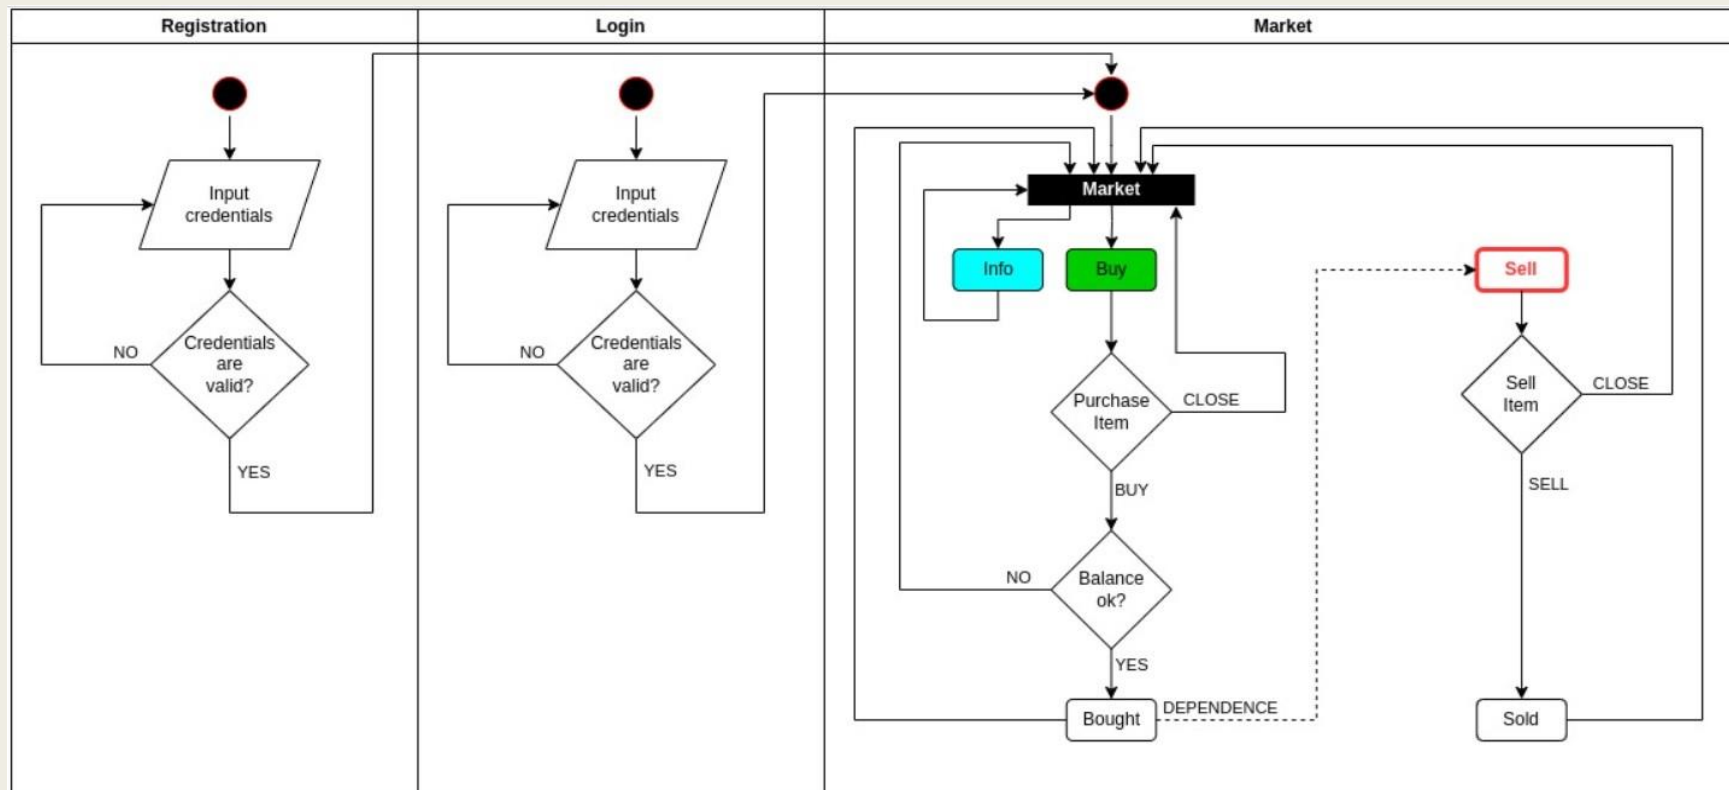 Registration
Login
Market
Input
credentials
Credentials
are
valid?
NO
YES
Input
credentials
Credentials
are
valid?
NO
YES
Market
Info
Buy
Purchase
Item
CLOSE
BUY
Balance
ok?
NO
YES
Bought
DEPENDENCE
Sell
Sell
Item
CLOSE
SELL
Sold